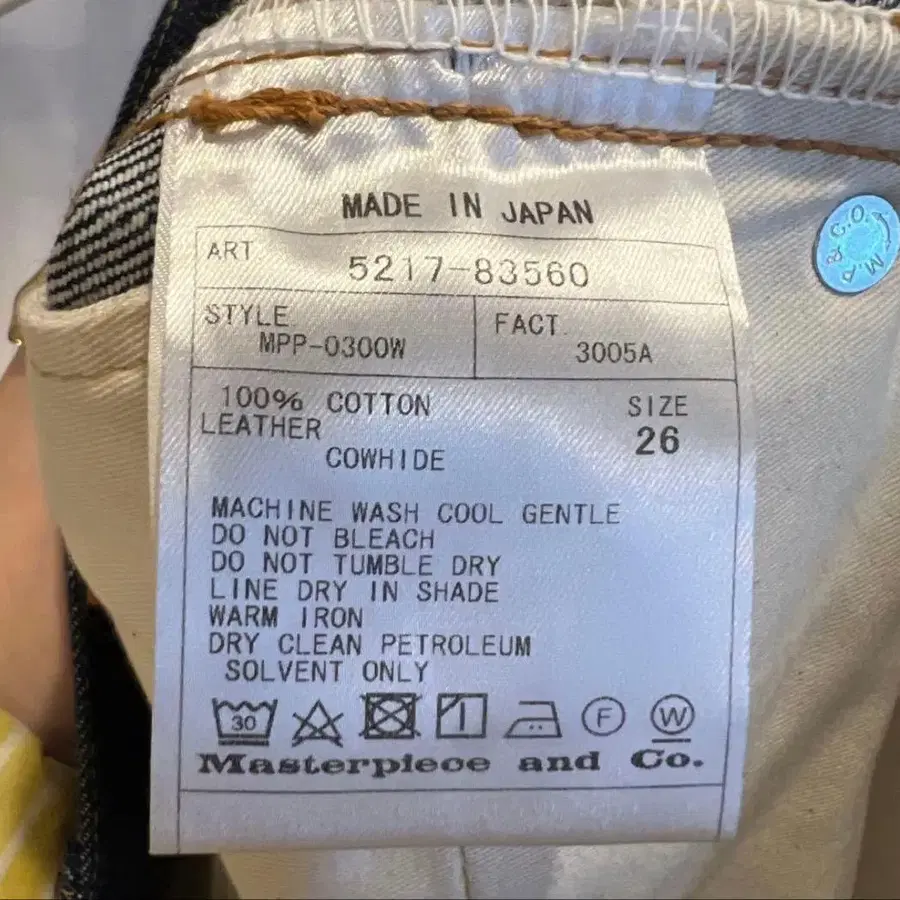 MADE IN JAPAN
ART 5217-83560
STYLE MPP-0300W
FACT. 3005A
100% COTTON
LEATHER
COWHIDE
SIZE
26
MACHINE WASH COOL GENTLE
DO NOT BLEACH
DO NOT TUMBLE DRY
LINE DRY IN SHADE
WARM IRON
DRY CLEAN PETROLEUM
SOLVENT ONLY
30 F W
Masterpiece and Co.
M.P & C.O.